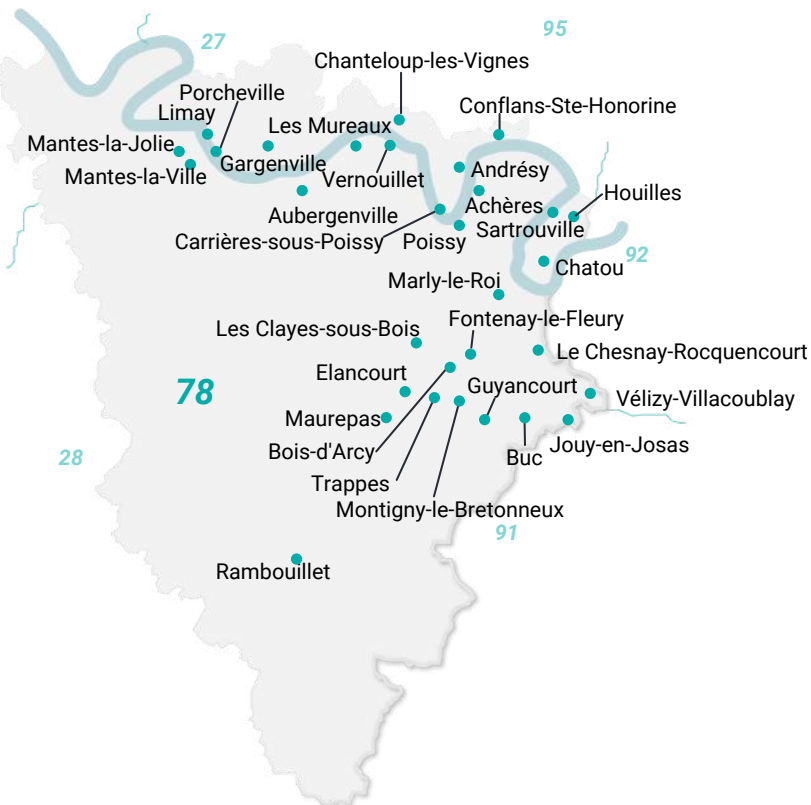 27
95
Chanteloup-les-Vignes
Porcheville
Limay
Conflans-Ste-Honorine
Les Mureaux
Mantes-la-Jolie
Gargenville
Mantes-la-Ville
Vernouillet
Andrésy
Houilles
Achères
Aubergenville
Sartrouville
Carrières-sous-Poissy
Poissy
92
Chatou
Marly-le-Roi
Fontenay-le-Fleury
Les Clayes-sous-Bois
Le Chesnay-Rocquencourt
Elancourt
78
Guyancourt
Vélizy-Villacoublay
Maurepas
Bois-d'Arcy
Jouy-en-Josas
Buc
28
Trappes
Montigny-le-Bretonneux
91
Rambouillet